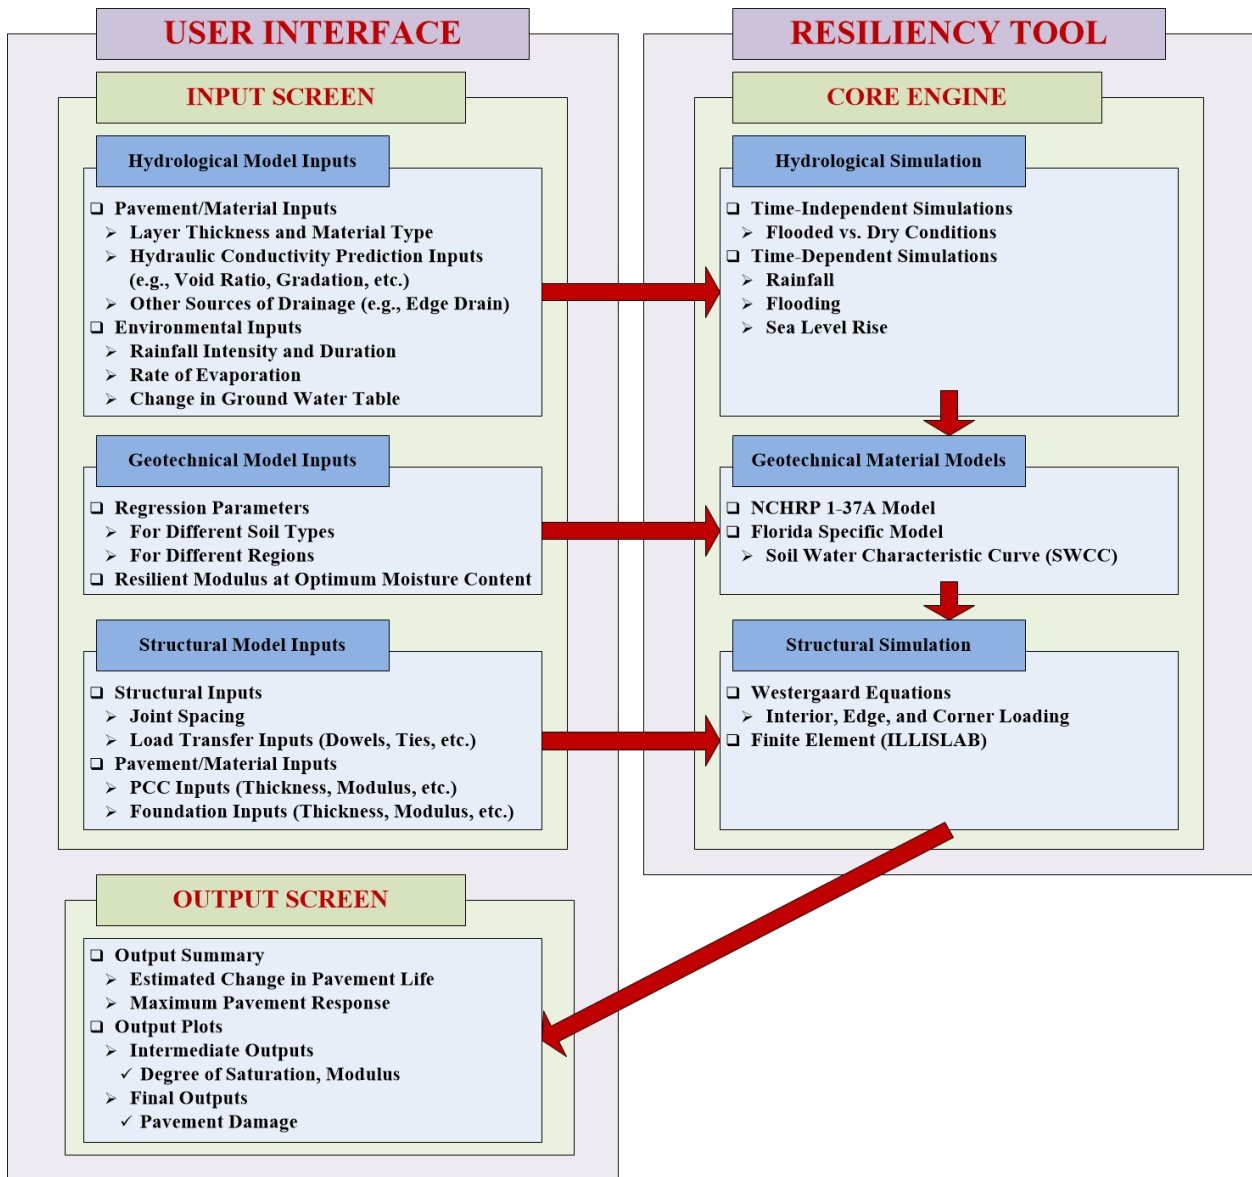 USER INTERFACE
INPUT SCREEN
Hydrological Model Inputs
❑ Pavement/Material Inputs
➢ Layer Thickness and Material Type
➢ Hydraulic Conductivity Prediction Inputs
(e.g., Void Ratio, Gradation, etc.)
➢ Other Sources of Drainage (e.g., Edge Drain)
❑ Environmental Inputs
➢ Rainfall Intensity and Duration
➢ Rate of Evaporation
➢ Change in Ground Water Table
Geotechnical Model Inputs
❑ Regression Parameters
➢ For Different Soil Types
➢ For Different Regions
❑ Resilient Modulus at Optimum Moisture Content
Structural Model Inputs
❑ Structural Inputs
➢ Joint Spacing
➢ Load Transfer Inputs (Dowels, Ties, etc.)
❑ Pavement/Material Inputs
➢ PCC Inputs (Thickness, Modulus, etc.)
➢ Foundation Inputs (Thickness, Modulus, etc.)
OUTPUT SCREEN
❑ Output Summary
➢ Estimated Change in Pavement Life
➢ Maximum Pavement Response
❑ Output Plots
➢ Intermediate Outputs
✓ Degree of Saturation, Modulus
➢ Final Outputs
✓ Pavement Damage
RESILIENCY TOOL
CORE ENGINE
Hydrological Simulation
❑ Time-Independent Simulations
➢ Flooded vs. Dry Conditions
❑ Time-Dependent Simulations
➢ Rainfall
➢ Flooding
➢ Sea Level Rise
Geotechnical Material Models
❑ NCHRP 1-37A Model
❑ Florida Specific Model
➢ Soil Water Characteristic Curve (SWCC)
Structural Simulation
❑ Westergaard Equations
➢ Interior, Edge, and Corner Loading
❑ Finite Element (ILLISLAB)